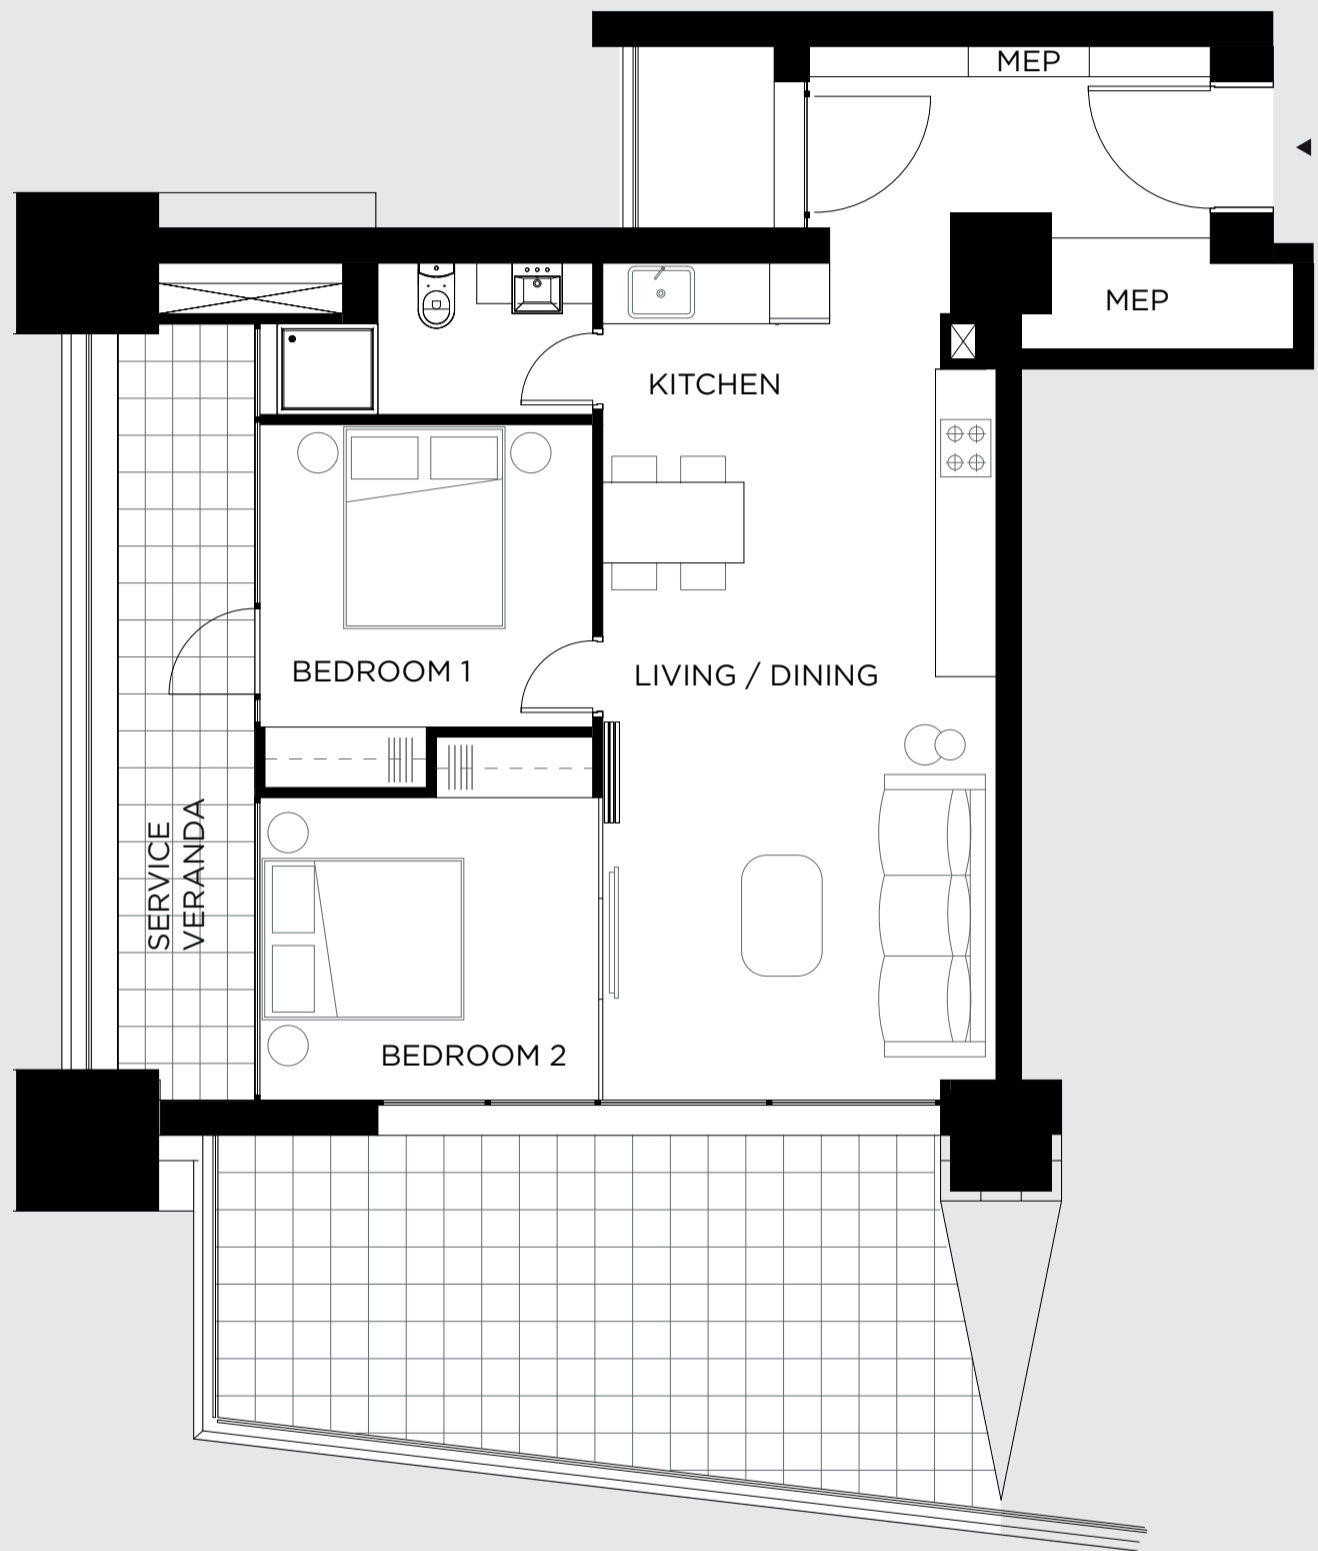 MEP
MEP
KITCHEN
BEDROOM 1
LIVING / DINING
SERVICE
VERANDA
BEDROOM 2